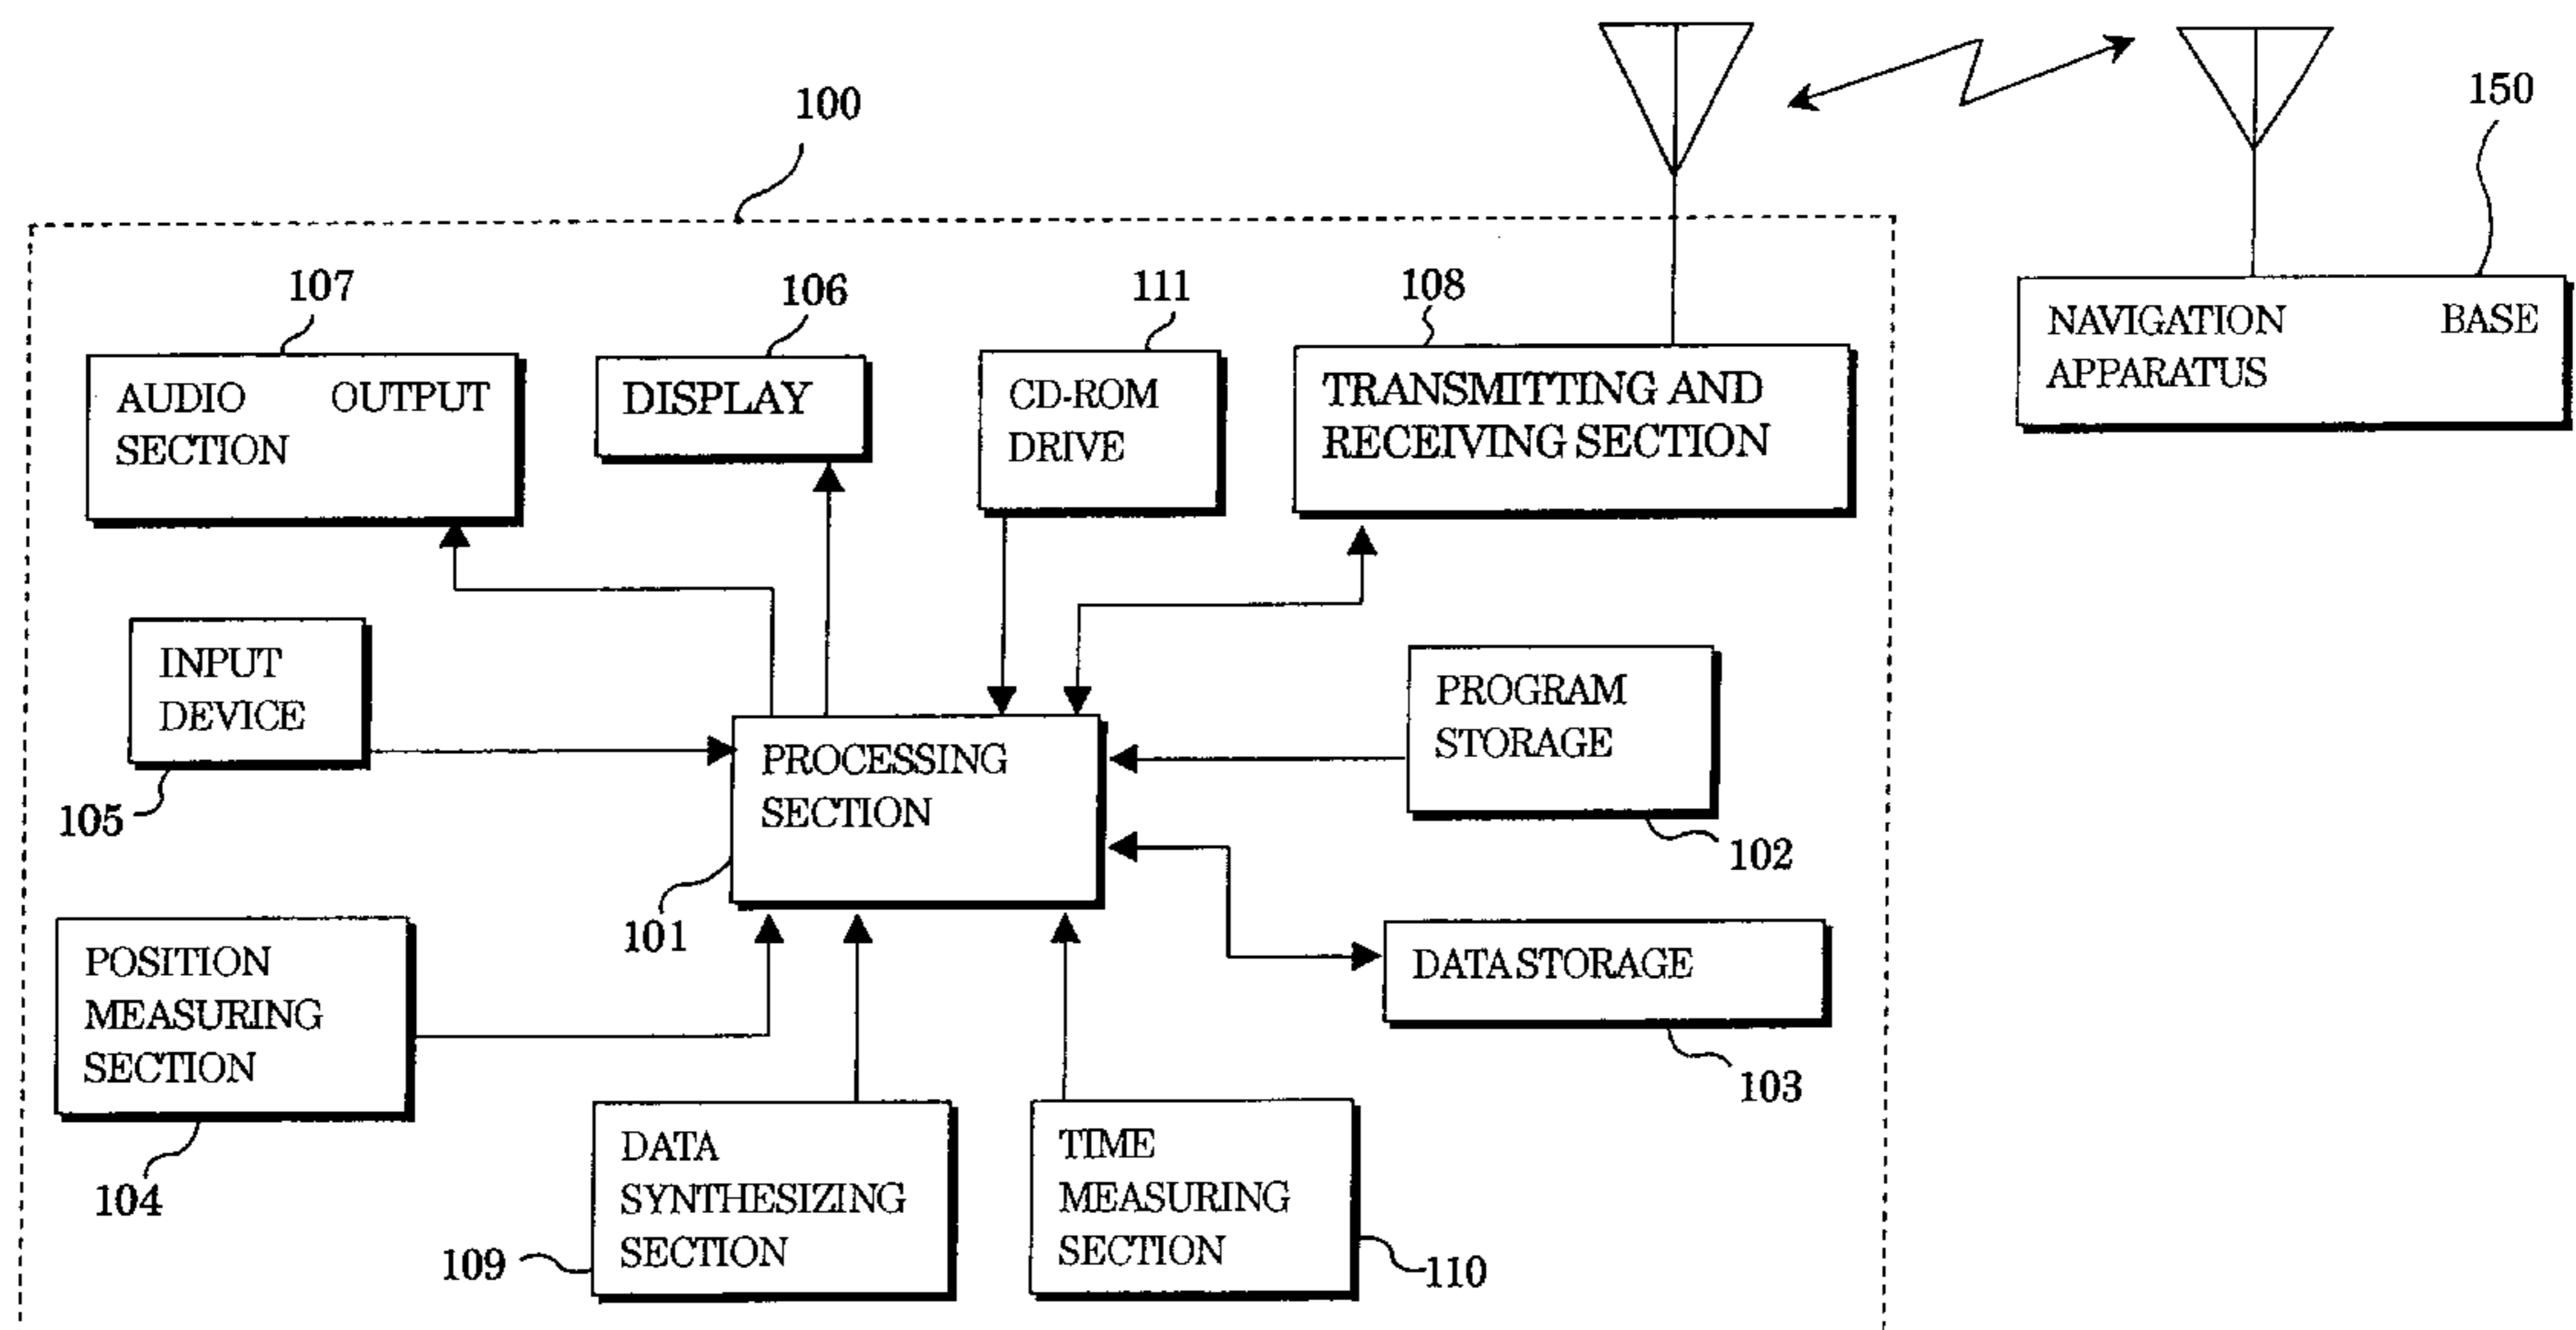 100
150
107
106
111
108
NAVIGATION BASE
APPARATUS
AUDIO OUTPUT
SECTION
DISPLAY
CD-ROM
DRIVE
TRANSMITTING AND
RECEIVING SECTION
INPUT
DEVICE
105
PROCESSING
SECTION
101
PROGRAM
STORAGE
102
POSITION
MEASURING
SECTION
104
DATA STORAGE
103
DATA
SYNTHESIZING
SECTION
109
TIME
MEASURING
SECTION
110